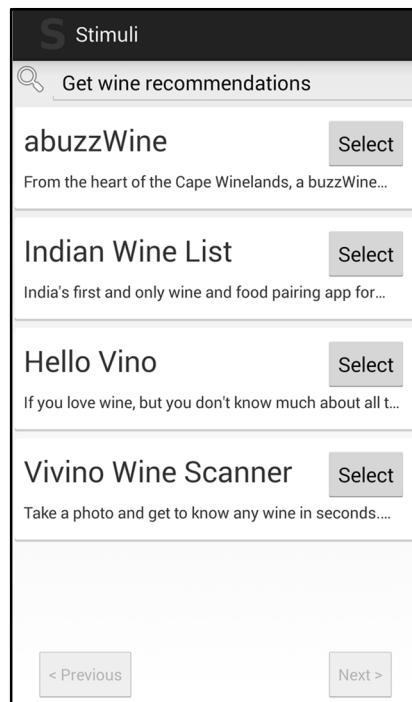 S Stimuli
Get wine recommendations
abuzzWine
Select
From the heart of the Cape Winelands, a buzzWine...
Indian Wine List
Select
India's first and only wine and food pairing app for...
Hello Vino
Select
If you love wine, but you don't know much about all t...
Vivino Wine Scanner
Select
Take a photo and get to know any wine in seconds....
< Previous
Next >